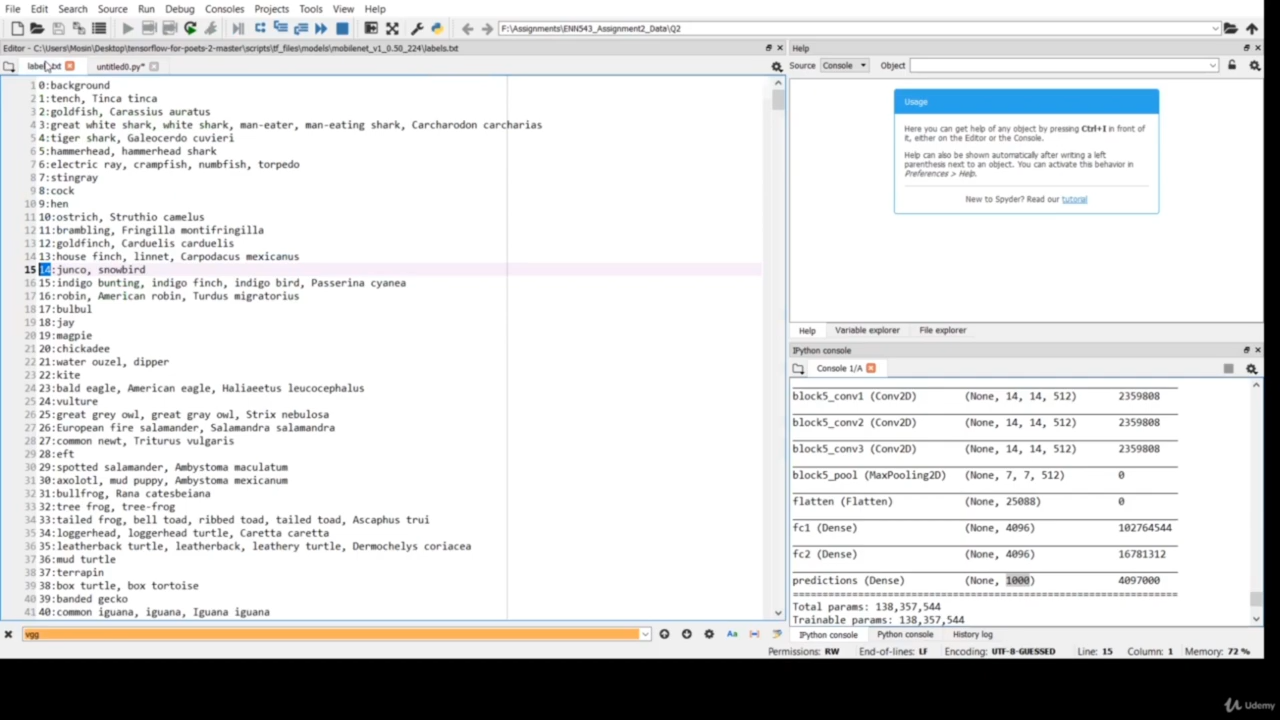 File Edit Search Source Run Debug Consoles Projects Tools View Help
F:\Assignments\ENN543_Assignment2_Data\Q2
Editor - C:\Users\Mosin\Desktop\tensorflow-for-poets-2-master\scripts\tf_files\models\mobilenet_v1_0.50_224\labels.txt
labels.txt untitled0.py*
1 0:background
2 1:tench, Tinca tinca
3 2:goldfish, Carassius auratus
4 3:great white shark, white shark, man-eater, man-eating shark, Carcharodon carcharias
5 4:tiger shark, Galeocerdo cuvieri
6 5:hammerhead, hammerhead shark
7 6:electric ray, crampfish, numbfish, torpedo
8 7:stingray
9 8:cock
10 9:hen
11 10:ostrich, Struthio camelus
12 11:brambling, Fringilla montifringilla
13 12:goldfinch, Carduelis carduelis
14 13:house finch, linnet, Carpodacus mexicanus
15 14:junco, snowbird
16 15:indigo bunting, indigo finch, indigo bird, Passerina cyanea
17 16:robin, American robin, Turdus migratorius
18 17:bulbul
19 18:jay
20 19:magpie
21 20:chickadee
22 21:water ouzel, dipper
23 22:kite
24 23:bald eagle, American eagle, Haliaeetus leucocephalus
25 24:vulture
26 25:great grey owl, great gray owl, Strix nebulosa
27 26:European fire salamander, Salamandra salamandra
28 27:common newt, Triturus vulgaris
29 28:eft
30 29:spotted salamander, Ambystoma maculatum
31 30:axolotl, mud puppy, Ambystoma mexicanum
32 31:bullfrog, Rana catesbeiana
33 32:tree frog, tree-frog
34 33:tailed frog, bell toad, ribbed toad, tailed toad, Ascaphus trui
35 34:loggerhead, loggerhead turtle, Caretta caretta
36 35:leatherback turtle, leatherback, leathery turtle, Dermochelys coriacea
37 36:mud turtle
38 37:terrapin
39 38:box turtle, box tortoise
40 39:banded gecko
41 40:common iguana, iguana, Iguana iguana
vgg
Aa
Help
Source Console Object
Usage
Here you can get help of any object by pressing Ctrl+I in front of
it, either on the Editor or the Console.
Help can also be shown automatically after writing a left
parenthesis next to an object. You can activate this behavior in
Preferences > Help.
New to Spyder? Read our tutorial
Help Variable explorer File explorer
IPython console
Console 1/A
block5_conv1 (Conv2D) (None, 14, 14, 512) 2359808
block5_conv2 (Conv2D) (None, 14, 14, 512) 2359808
block5_conv3 (Conv2D) (None, 14, 14, 512) 2359808
block5_pool (MaxPooling2D) (None, 7, 7, 512) 0
flatten (Flatten) (None, 25088) 0
fc1 (Dense) (None, 4096) 102764544
fc2 (Dense) (None, 4096) 16781312
predictions (Dense) (None, 1000) 4097000
Total params: 138,357,544
Trainable params: 138,357,544
IPython console Python console History log
Permissions: RW End-of-lines: LF Encoding: UTF-8-GUESSED Line: 15 Column: 1 Memory: 72 %
Udemy